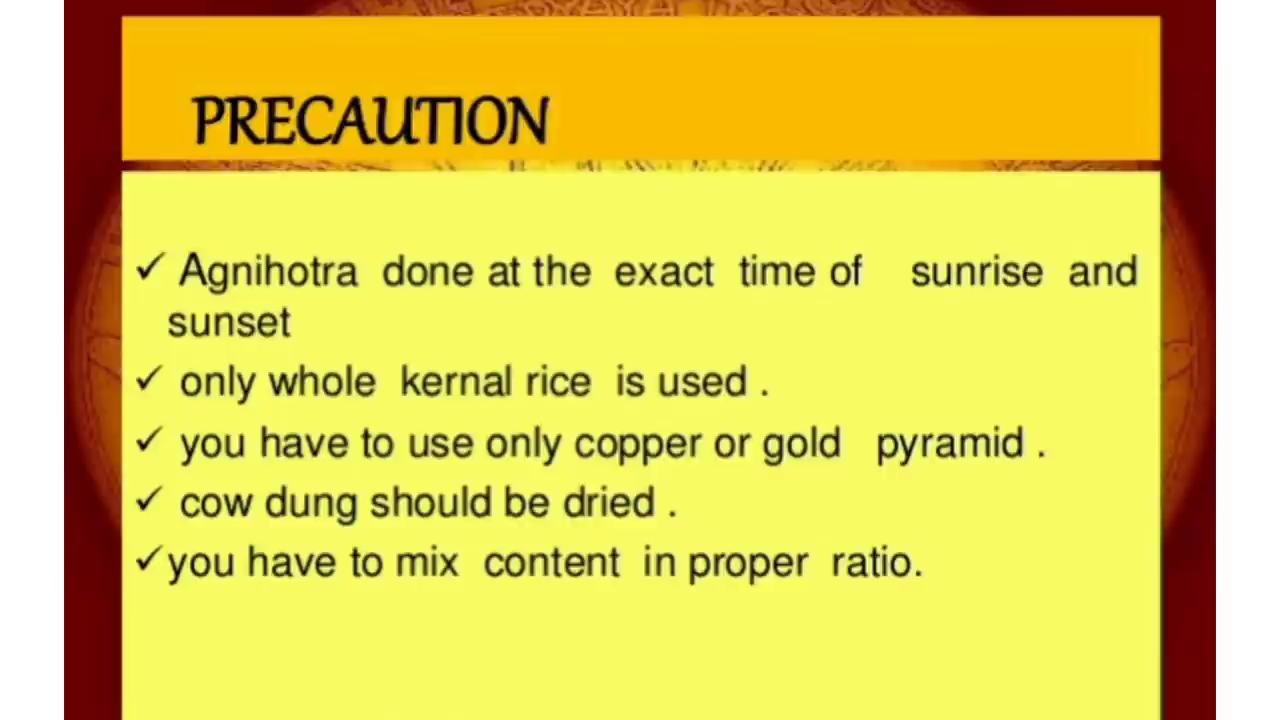 PRECAUTION
✓ Agnihotra done at the exact time of sunrise and
sunset
✓ only whole kernal rice is used .
✓ you have to use only copper or gold pyramid .
✓ cow dung should be dried .
✓ you have to mix content in proper ratio.